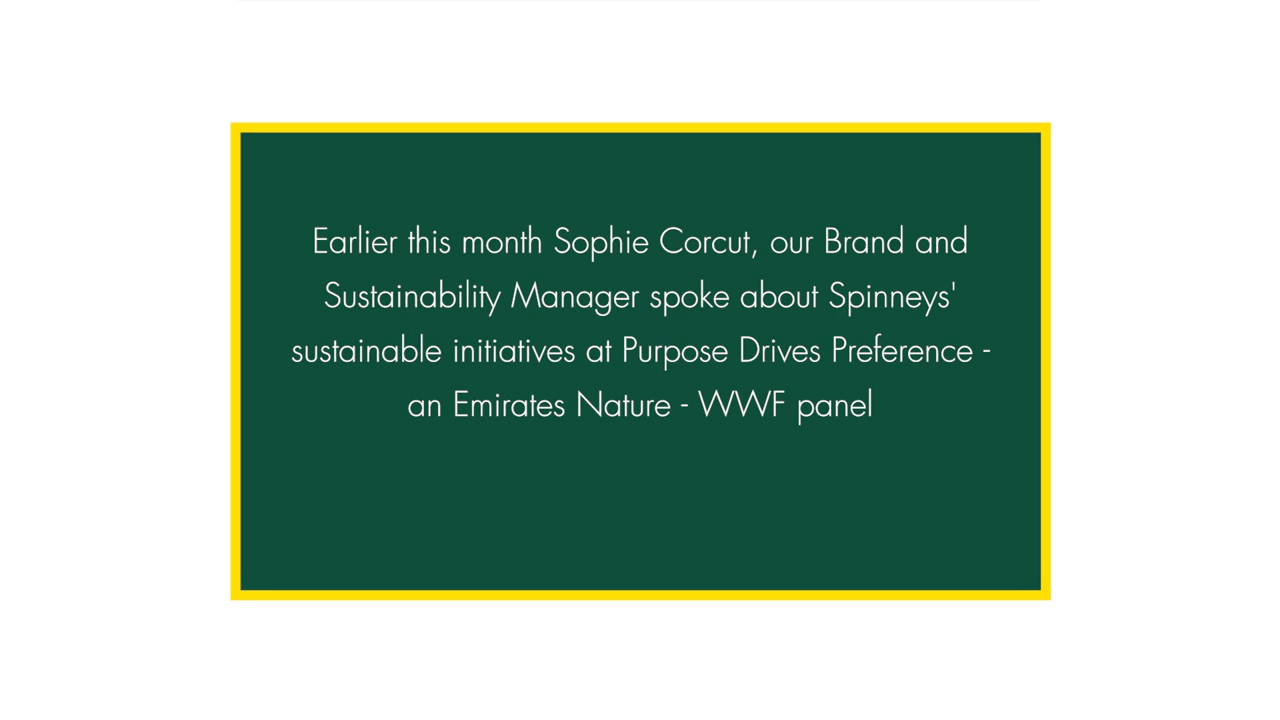 Earlier this month Sophie Corcut, our Brand and
Sustainability Manager spoke about Spinneys'
sustainable initiatives at Purpose Drives Preference -
an Emirates Nature - WWF panel